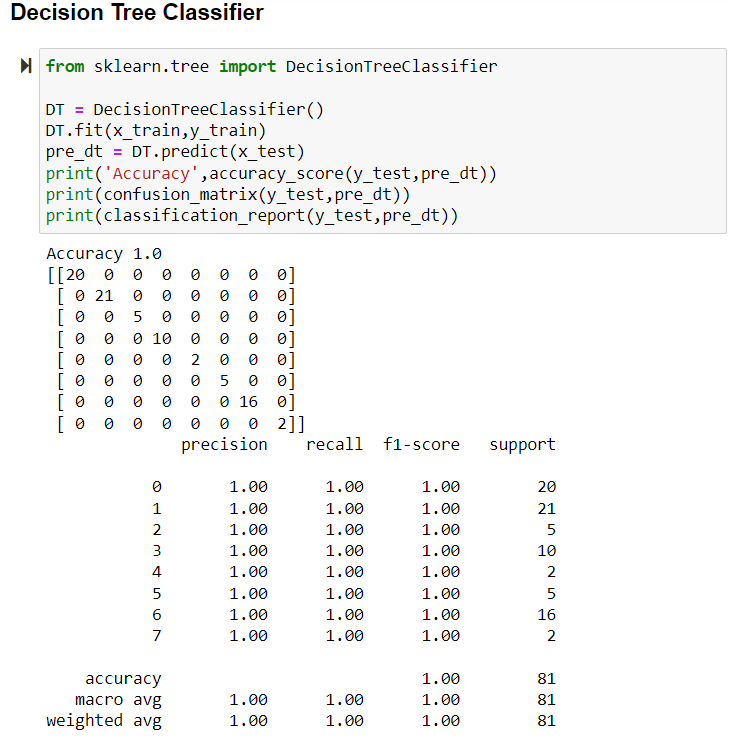 Decision Tree Classifier
from sklearn.tree import DecisionTreeClassifier
DT = DecisionTreeClassifier()
DT.fit(x_train,y_train)
pre_dt = DT.predict(x_test)
print('Accuracy',accuracy_score(y_test,pre_dt))
print(confusion_matrix(y_test,pre_dt))
print(classification_report(y_test,pre_dt))
Accuracy 1.0
[[20  0  0  0  0  0  0  0]
 [ 0 21  0  0  0  0  0  0]
 [ 0  0  5  0  0  0  0  0]
 [ 0  0  0 10  0  0  0  0]
 [ 0  0  0  0  2  0  0  0]
 [ 0  0  0  0  0  5  0  0]
 [ 0  0  0  0  0  0 16  0]
 [ 0  0  0  0  0  0  0  2]]
              precision    recall  f1-score   support
           0       1.00      1.00      1.00        20
           1       1.00      1.00      1.00        21
           2       1.00      1.00      1.00         5
           3       1.00      1.00      1.00        10
           4       1.00      1.00      1.00         2
           5       1.00      1.00      1.00         5
           6       1.00      1.00      1.00        16
           7       1.00      1.00      1.00         2
    accuracy                           1.00        81
   macro avg       1.00      1.00      1.00        81
weighted avg       1.00      1.00      1.00        81